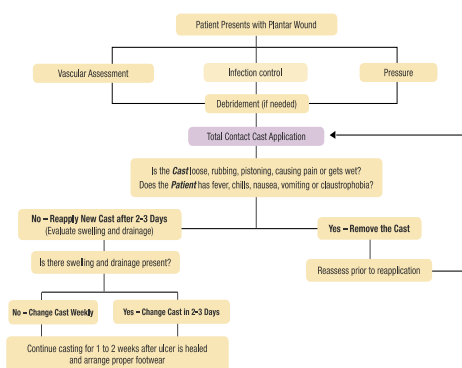 Patient Presents with Plantar Wound
Vascular Assessment
Infection control
Pressure
Debridement (if needed)
Total Contact Cast Application
Is the Cast loose, rubbing, pistoning, causing pain or gets wet?
Does the Patient has fever, chills, nausea, vomiting or claustrophobia?
No – Reapply New Cast after 2-3 Days
(Evaluate swelling and drainage)
Yes – Remove the Cast
Is there swelling and drainage present?
Reassess prior to reapplication
No – Change Cast Weekly
Yes – Change Cast in 2-3 Days
Continue casting for 1 to 2 weeks after ulcer is healed
and arrange proper footwear